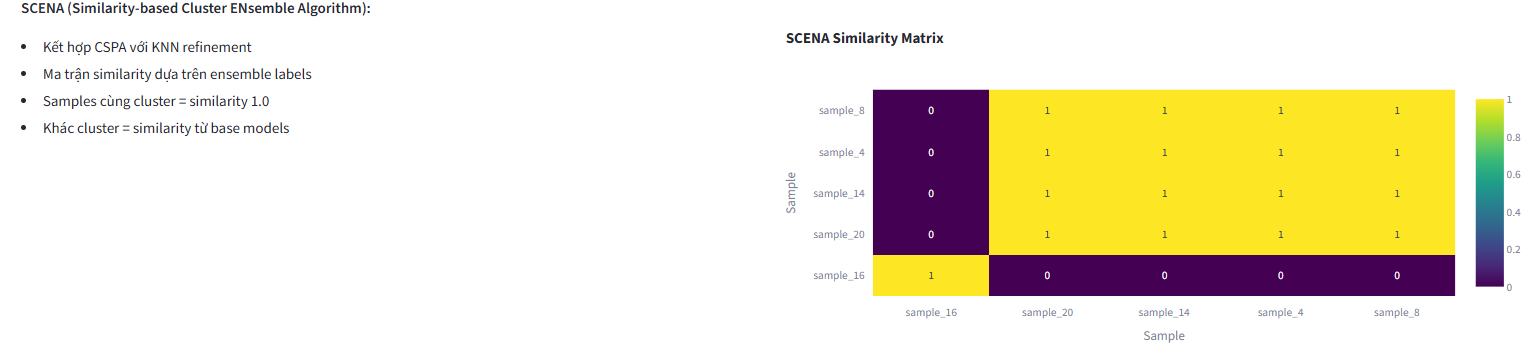 SCENA (Similarity-based Cluster ENsemble Algorithm):
Kết hợp CSPA với KNN refinement
Ma trận similarity dựa trên ensemble labels
Samples cùng cluster = similarity 1.0
Khác cluster = similarity từ base models
SCENA Similarity Matrix
sample_8 0 1 1 1 1
sample_4 0 1 1 1 1
sample_14 0 1 1 1 1
sample_20 0 1 1 1 1
sample_16 1 0 0 0 0
sample_16 sample_20 sample_14 sample_4 sample_8
Sample
Sample
1
0.8
0.6
0.4
0.2
0